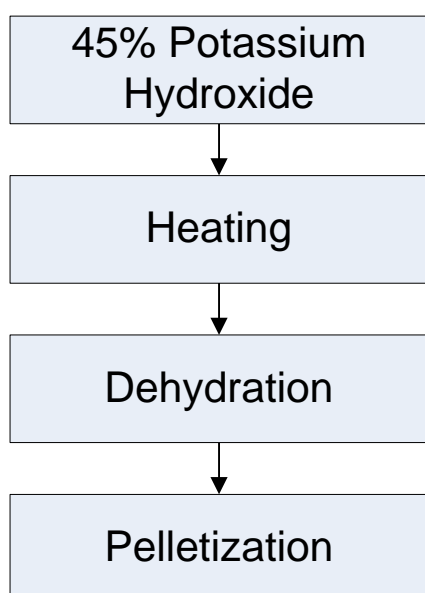 45% Potassium
Hydroxide
Heating
Dehydration
Pelletization